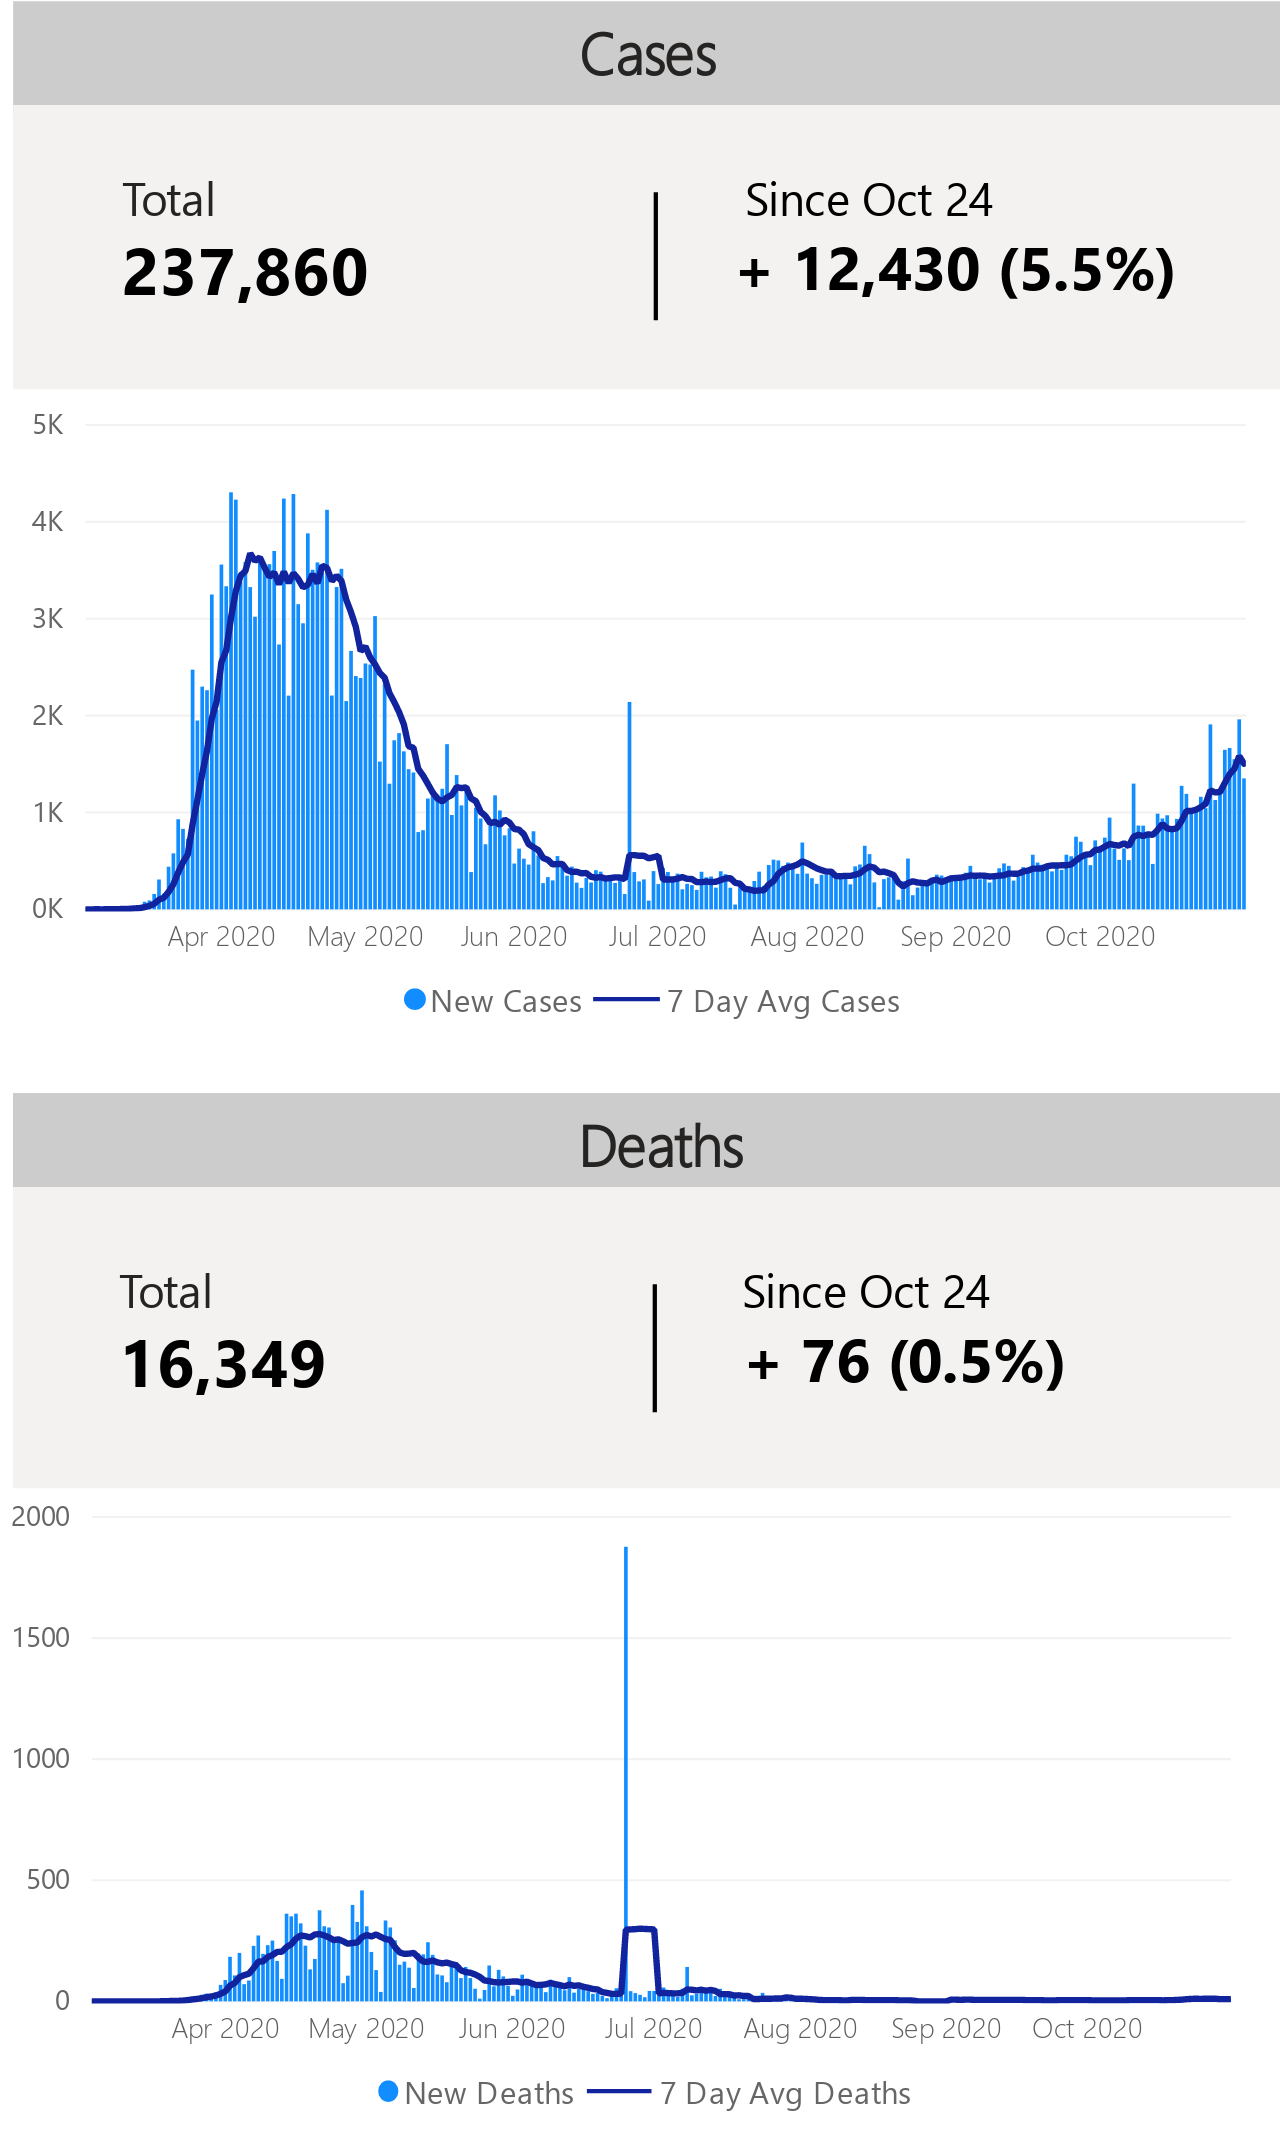 Cases
Total
Since Oct 24
237,860
+ 12,430 (5.5%)
5K
4K
3K
2K
1K
0K
Apr 2020 May 2020 Jun 2020 Jul 2020 Aug 2020 Sep 2020 Oct 2020
New Cases 7 Day Avg Cases
Deaths
Total
Since Oct 24
16,349
+ 76 (0.5%)
2000
1500
1000
500
0
Apr 2020 May 2020 Jun 2020 Jul 2020 Aug 2020 Sep 2020 Oct 2020
New Deaths 7 Day Avg Deaths